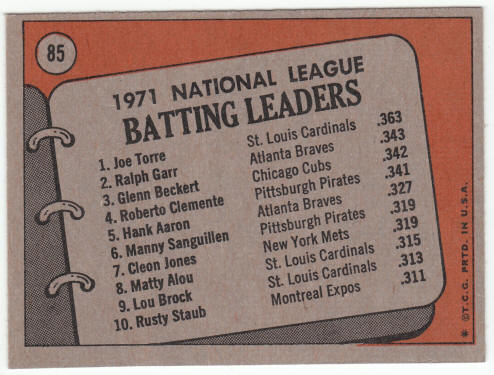 85
1971 NATIONAL LEAGUE
BATTING LEADERS
1. Joe Torre St. Louis Cardinals .363
2. Ralph Garr Atlanta Braves .343
3. Glenn Beckert Chicago Cubs .342
4. Roberto Clemente Pittsburgh Pirates .341
5. Hank Aaron Atlanta Braves .327
6. Manny Sanguillen Pittsburgh Pirates .319
7. Cleon Jones New York Mets .319
8. Matty Alou St. Louis Cardinals .315
9. Lou Brock St. Louis Cardinals .313
10. Rusty Staub Montreal Expos .311
* ©T.C.G. PRTD. IN U.S.A.